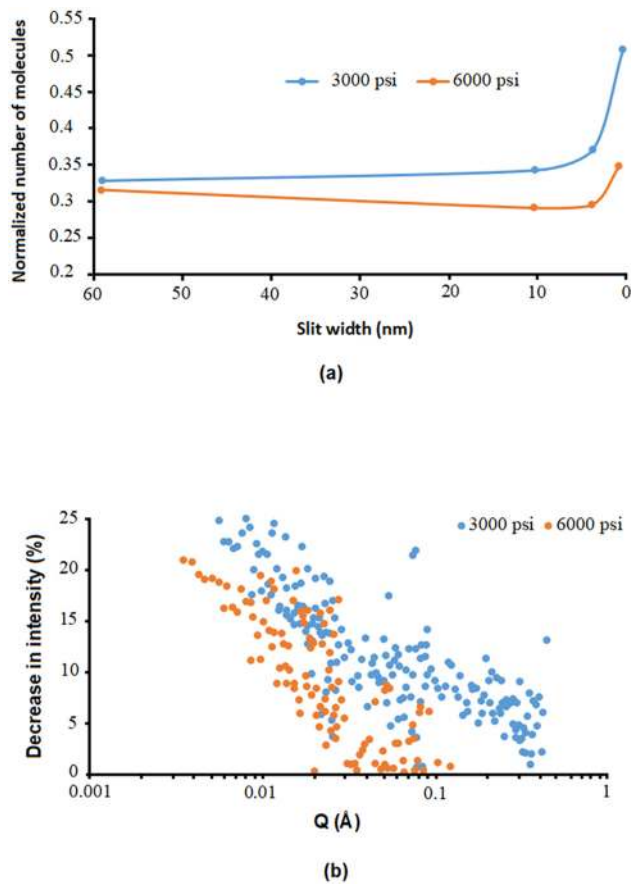 Normalized number of molecules
0.55
0.5
0.45
0.4
0.35
0.3
0.25
0.2
3000 psi
6000 psi
60
50
40
30
20
10
0
Slit width (nm)
(a)
Decrease in intensity (%)
25
20
15
10
5
0
3000 psi
6000 psi
0.001
0.01
0.1
1
Q (Å)
(b)